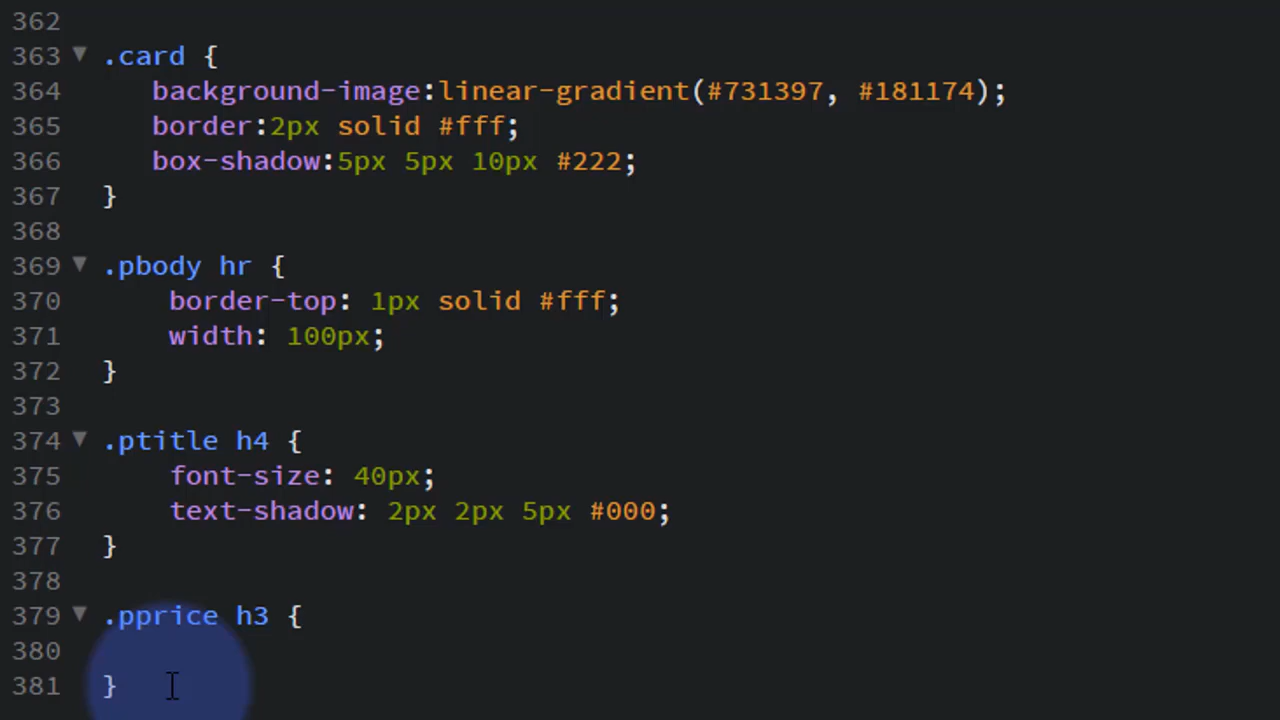 362
363 ▼ .card {
364 background-image:linear-gradient(#731397, #181174);
365 border:2px solid #fff;
366 box-shadow:5px 5px 10px #222;
367 }
368
369 ▼ .pbody hr {
370 border-top: 1px solid #fff;
371 width: 100px;
372 }
373
374 ▼ .ptitle h4 {
375 font-size: 40px;
376 text-shadow: 2px 2px 5px #000;
377 }
378
379 ▼ .pprice h3 {
380
381 }